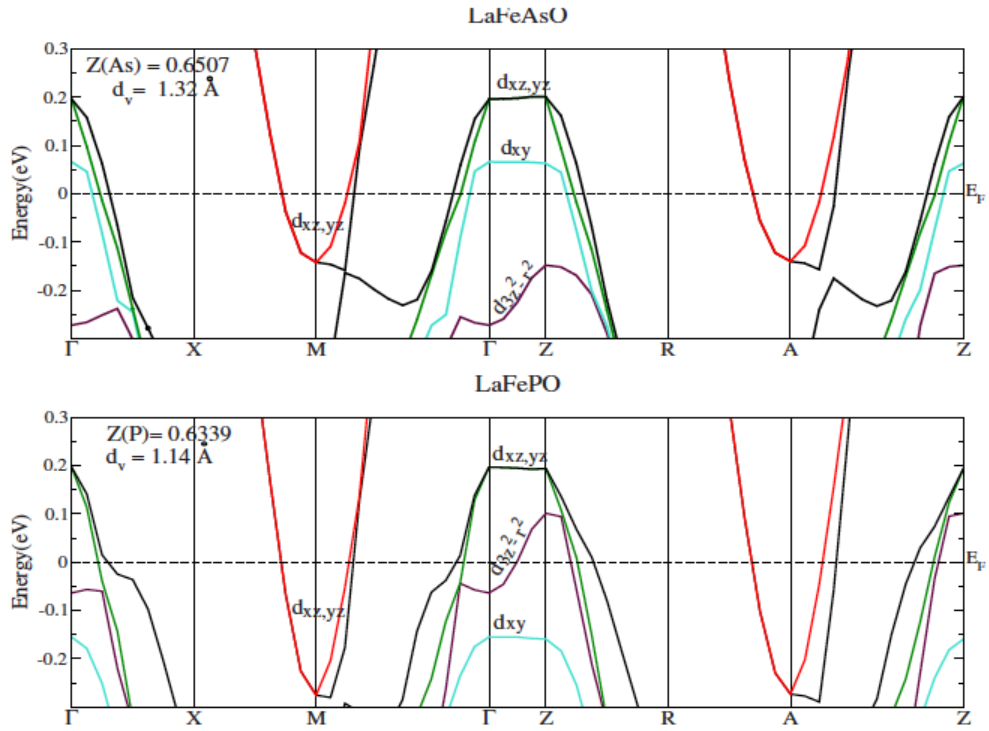 LaFeAsO
0.3
0.2
0.1
0
-0.1
-0.2
Energy(eV)
Z(As) = 0.6507
d_v = 1.32 Å
d_xz,yz
d_xz,yz
d_xy
d_3z²-r²
E_F
Γ X M Γ Z R A Z
LaFePO
0.3
0.2
0.1
0
-0.1
-0.2
Energy(eV)
Z(P)= 0.6339
d_v = 1.14 Å
d_xz,yz
d_xz,yz
d_3z²-r²
d_xy
E_F
Γ X M Γ Z R A Z